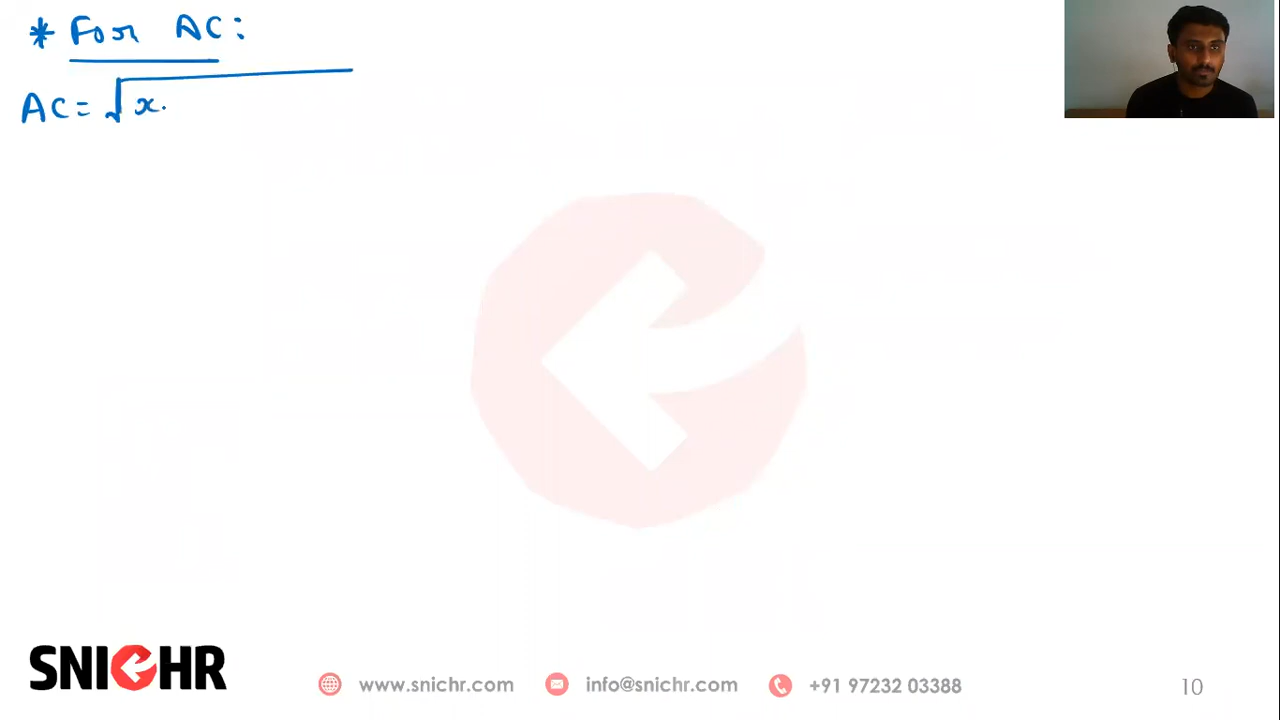 * For AC:
AC = √x.
SNICHR
www.snichr.com
info@snichr.com
+91 97232 03388
10